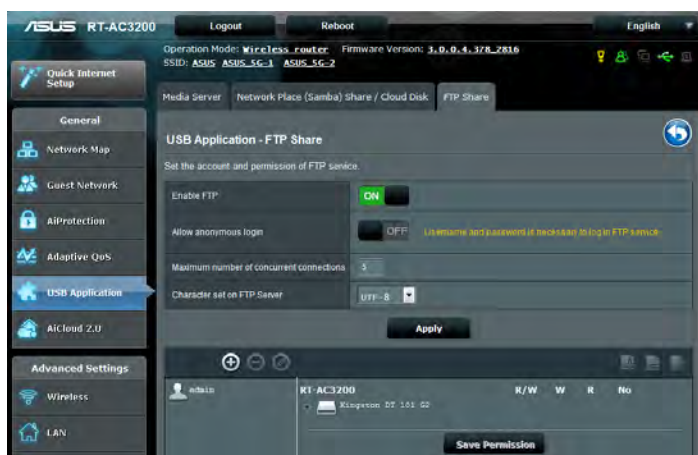 ASUS RT-AC3200 Logout Reboot English
Operation Mode: Wireless router Firmware Version: 3.0.0.4.378_2816
SSID: ASUS ASUS_5G-1 ASUS_5G-2
Quick Internet
Setup
Media Server Network Place (Samba) Share / Cloud Disk FTP Share
General
Network Map
Guest Network
AiProtection
Adaptive QoS
USB Application
AiCloud 2.0
Advanced Settings
Wireless
LAN
USB Application - FTP Share
Set the account and permission of FTP service.
Enable FTP ON
Allow anonymous login OFF Username and password is necessary to log in FTP service
Maximum number of concurrent connections 5
Character set on FTP Server UTF-8
Apply
admin RT-AC3200 R/W W R No
Kingston DT 101 G2
Save Permission